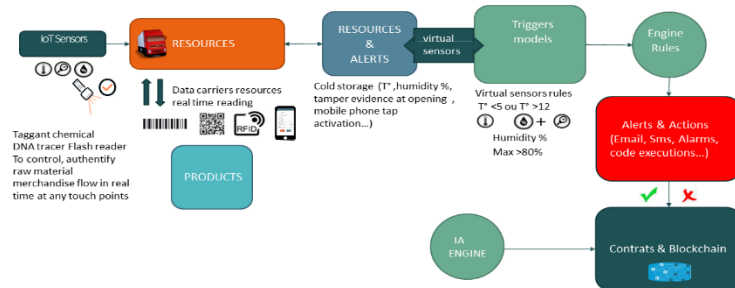 IoT Sensors
Taggant chemical
DNA tracer Flash reader
To control, authentify
raw material
merchandise flow in real
time at any touch points
RESOURCES
Data carriers resources
real time reading
RFID
PRODUCTS
RESOURCES
&
ALERTS
Cold storage (T° ,humidity %,
tamper evidence at opening ,
mobile phone tap
activation...)
virtual
sensors
Triggers
models
Virtual sensors rules
T° <5 ou T° >12
+
Humidity %
Max >80%
Engine
Rules
Alerts & Actions
(Email, Sms, Alarms,
code executions...)
IA
ENGINE
Contrats & Blockchain